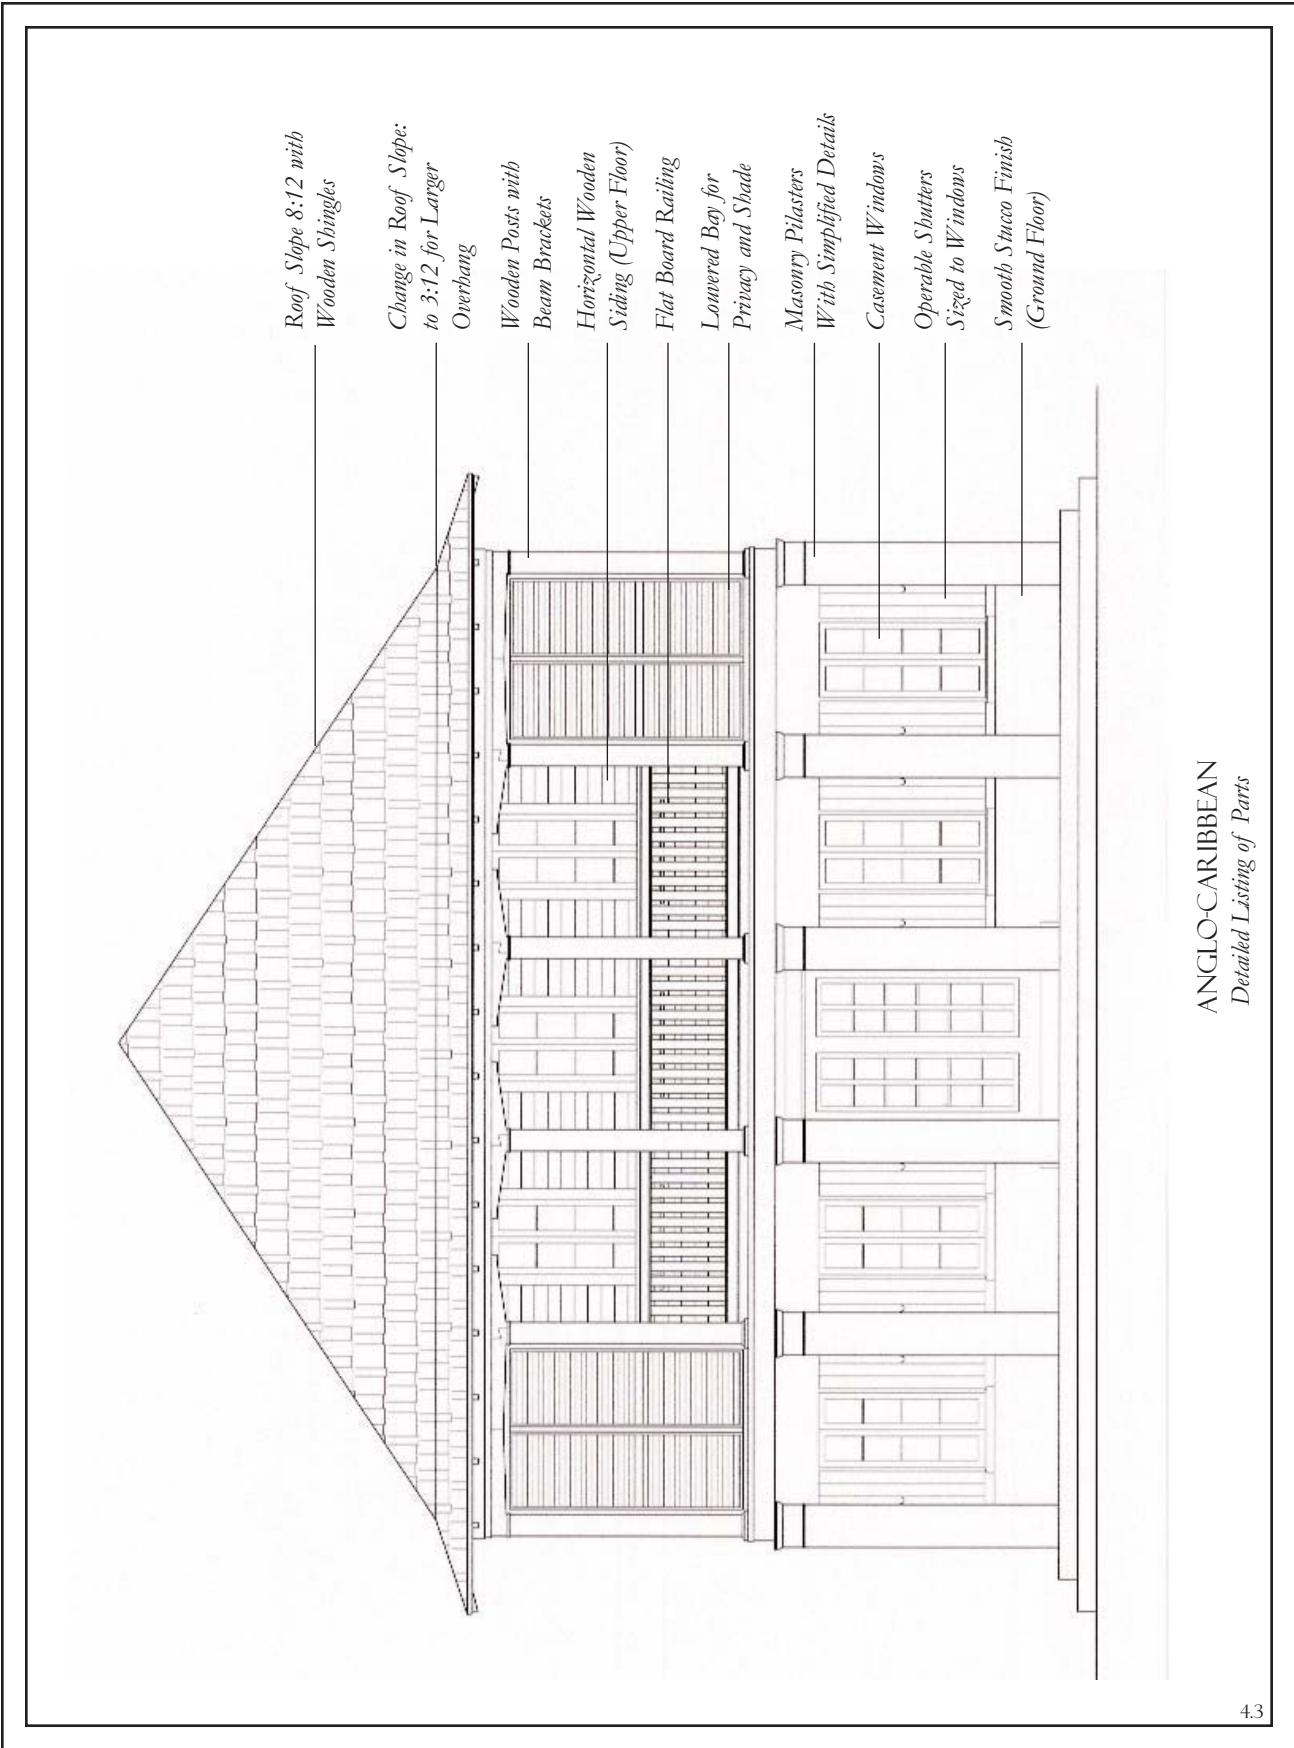 Roof Slope 8:12 with
Wooden Shingles
Change in Roof Slope:
to 3:12 for Larger
Overhang
Wooden Posts with
Beam Brackets
Horizontal Wooden
Siding (Upper Floor)
Flat Board Railing
Louvered Bay for
Privacy and Shade
Masonry Pilasters
With Simplified Details
Casement Windows
Operable Shutters
Sized to Windows
Smooth Stucco Finish
(Ground Floor)
ANGLO-CARIBBEAN
Detailed Listing of Parts
4.3